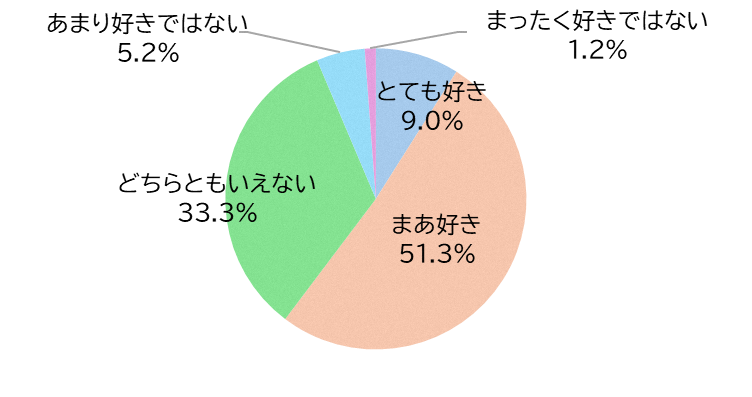 あまり好きではない
5.2%
まったく好きではない
1.2%
とても好き
9.0%
どちらともいえない
33.3%
まあ好き
51.3%